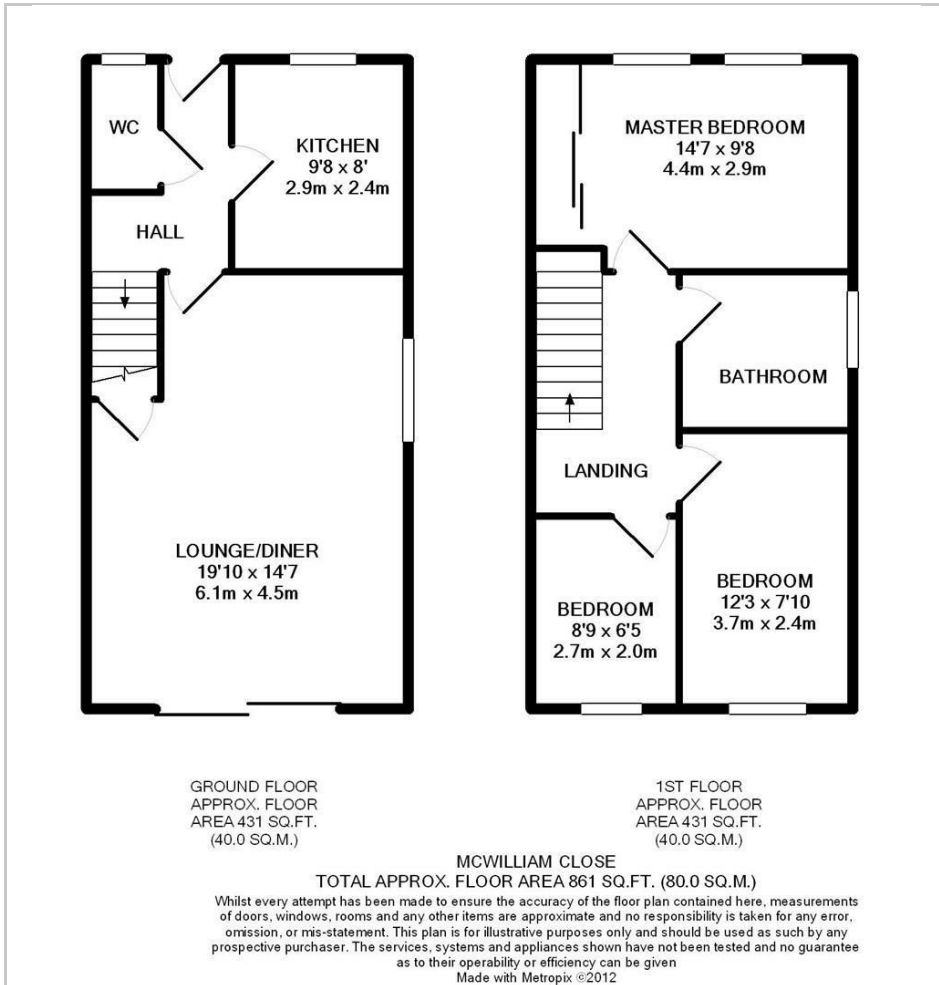 WC
KITCHEN
9'8 x 8'
2.9m x 2.4m
HALL
LOUNGE/DINER
19'10 x 14'7
6.1m x 4.5m
MASTER BEDROOM
14'7 x 9'8
4.4m x 2.9m
BATHROOM
LANDING
BEDROOM
8'9 x 6'5
2.7m x 2.0m
BEDROOM
12'3 x 7'10
3.7m x 2.4m
GROUND FLOOR
APPROX. FLOOR
AREA 431 SQ.FT.
(40.0 SQ.M.)
1ST FLOOR
APPROX. FLOOR
AREA 431 SQ.FT.
(40.0 SQ.M.)
MCWILLIAM CLOSE
TOTAL APPROX. FLOOR AREA 861 SQ.FT. (80.0 SQ.M.)
Whilst every attempt has been made to ensure the accuracy of the floor plan contained here, measurements
of doors, windows, rooms and any other items are approximate and no responsibility is taken for any error,
omission, or mis-statement. This plan is for illustrative purposes only and should be used as such by any
prospective purchaser. The services, systems and appliances shown have not been tested and no guarantee
as to their operability or efficiency can be given
Made with Metropix ©2012